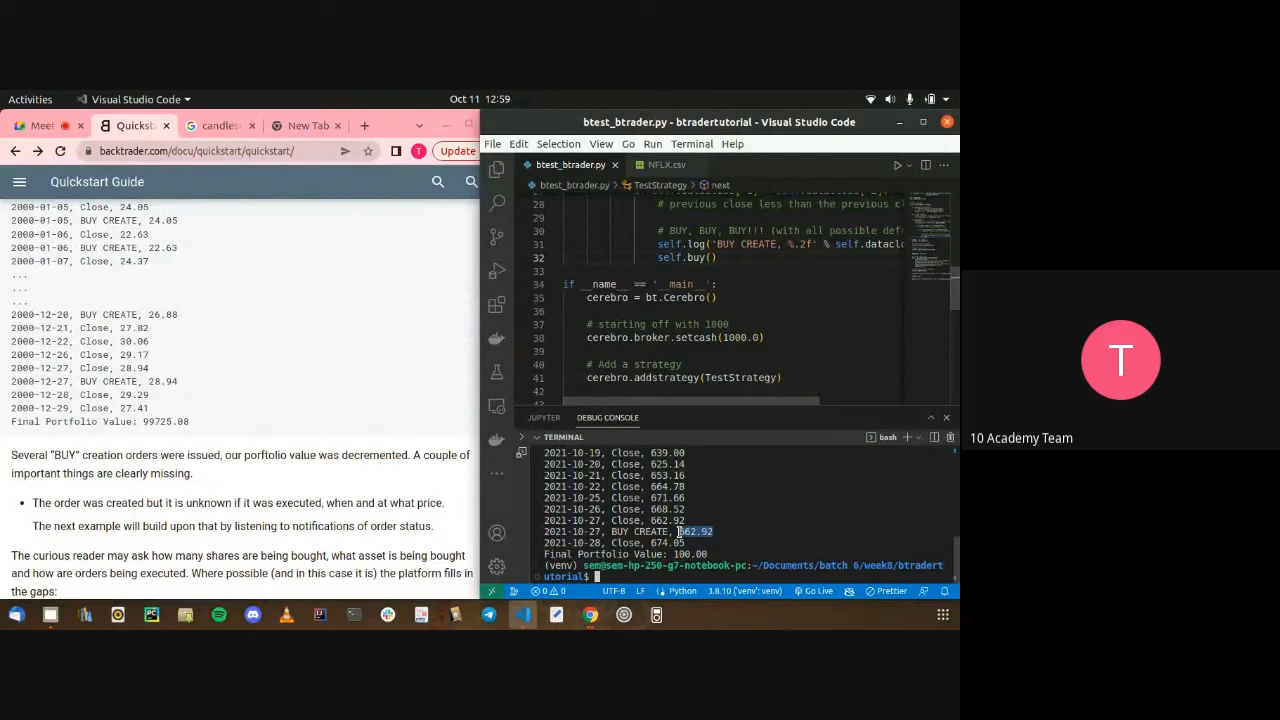 Activities
Visual Studio Code
Oct 11 12:59
Meet
Quickst
candles
New Tab
backtrader.com/docu/quickstart/quickstart/
Update
Quickstart Guide
2000-01-05, Close, 24.05
2000-01-05, BUY CREATE, 24.05
2000-01-06, Close, 22.63
2000-01-06, BUY CREATE, 22.63
2000-01-07, Close, 24.37
...
...
...
2000-12-20, BUY CREATE, 26.88
2000-12-21, Close, 27.82
2000-12-22, Close, 30.06
2000-12-26, Close, 29.17
2000-12-27, Close, 28.94
2000-12-27, BUY CREATE, 28.94
2000-12-28, Close, 29.29
2000-12-29, Close, 27.41
Final Portfolio Value: 99725.08
Several “BUY” creation orders were issued, our porftolio value was decremented. A couple of
important things are clearly missing.
The order was created but it is unknown if it was executed, when and at what price.
The next example will build upon that by listening to notifications of order status.
The curious reader may ask how many shares are being bought, what asset is being bought
and how are orders being executed. Where possible (and in this case it is) the platform fills in
the gaps:
btest_btrader.py - btradertutorial - Visual Studio Code
File Edit Selection View Go Run Terminal Help
btest_btrader.py
NFLX.csv
btest_btrader.py > TestStrategy > next
28 # previous close less than the previous cl
29
30 # BUY, BUY, BUY!!! (with all possible defa
31 self.log('BUY CREATE, %.2f' % self.dataclo
32 self.buy()
33
34 if __name__ == '__main__':
35 cerebro = bt.Cerebro()
36
37 # starting off with 1000
38 cerebro.broker.setcash(1000.0)
39
40 # Add a strategy
41 cerebro.addstrategy(TestStrategy)
42
JUPYTER DEBUG CONSOLE
TERMINAL
bash
2021-10-19, Close, 639.00
2021-10-20, Close, 625.14
2021-10-21, Close, 653.16
2021-10-22, Close, 664.78
2021-10-25, Close, 671.66
2021-10-26, Close, 668.52
2021-10-27, Close, 662.92
2021-10-27, BUY CREATE, 662.92
2021-10-28, Close, 674.05
Final Portfolio Value: 100.00
(venv) sem@sem-hp-250-g7-notebook-pc:~/Documents/batch 6/week8/btradert
utorial$
0 0 UTF-8 LF Python 3.8.10 ('venv': venv) Go Live Prettier
T
10 Academy Team